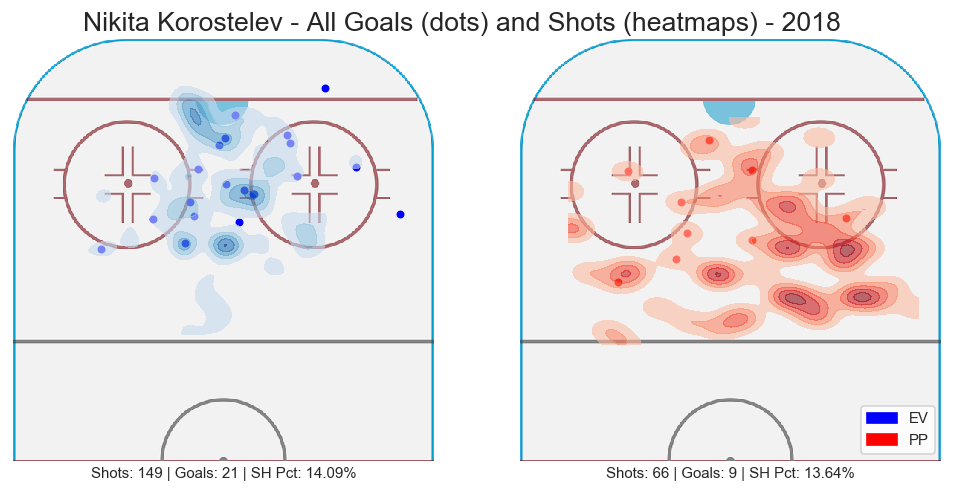 Nikita Korostelev - All Goals (dots) and Shots (heatmaps) - 2018
EV
PP
Shots: 149 | Goals: 21 | SH Pct: 14.09%
Shots: 66 | Goals: 9 | SH Pct: 13.64%